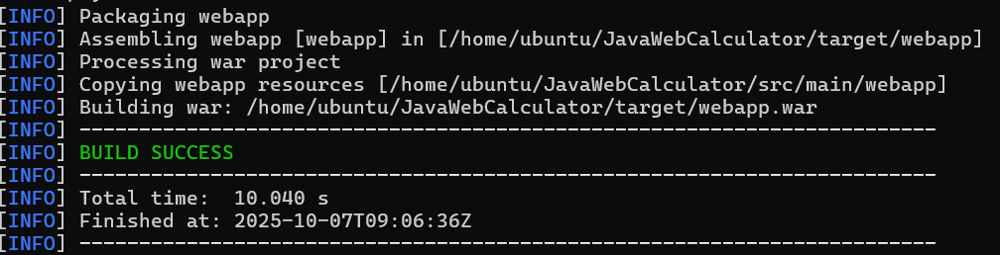 [INFO] Packaging webapp
[INFO] Assembling webapp [webapp] in [/home/ubuntu/JavaWebCalculator/target/webapp]
[INFO] Processing war project
[INFO] Copying webapp resources [/home/ubuntu/JavaWebCalculator/src/main/webapp]
[INFO] Building war: /home/ubuntu/JavaWebCalculator/target/webapp.war
[INFO] ------------------------------------------------------------------------
[INFO] BUILD SUCCESS
[INFO] ------------------------------------------------------------------------
[INFO] Total time:  10.040 s
[INFO] Finished at: 2025-10-07T09:06:36Z
[INFO] ------------------------------------------------------------------------